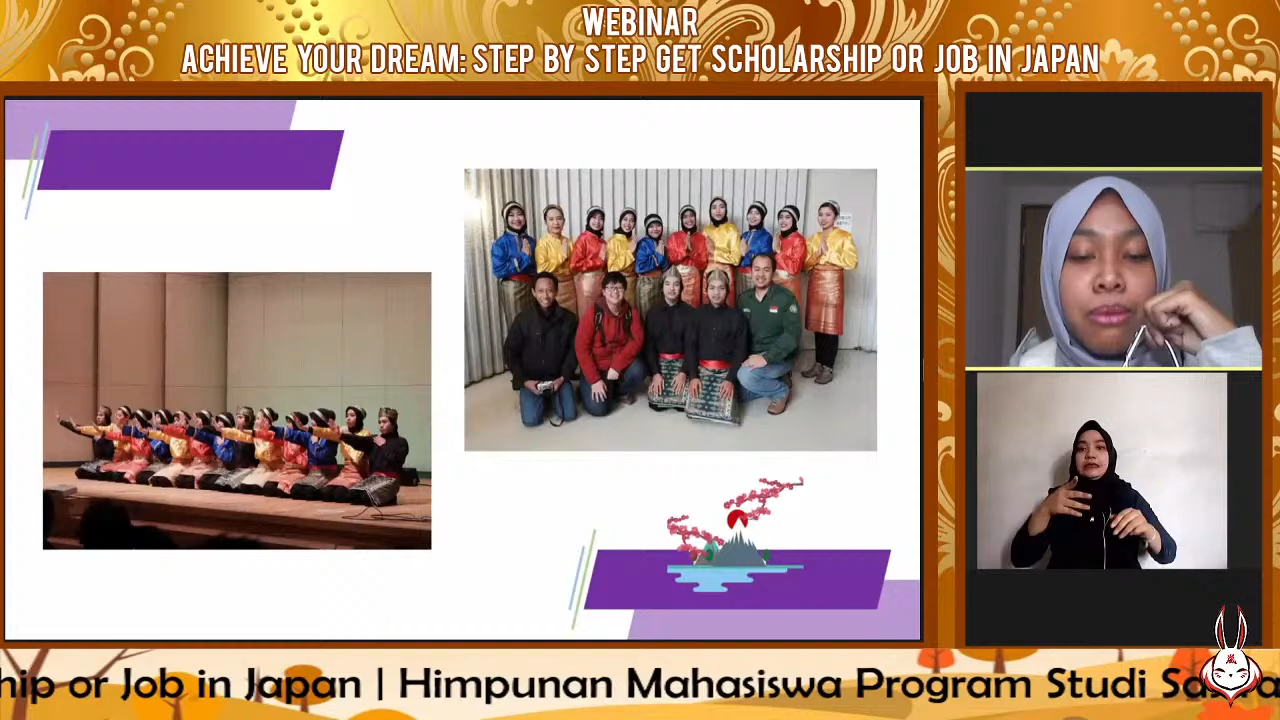 WEBINAR
ACHIEVE YOUR DREAM: STEP BY STEP GET SCHOLARSHIP OR JOB IN JAPAN
hip or Job in Japan | Himpunan Mahasiswa Program Studi